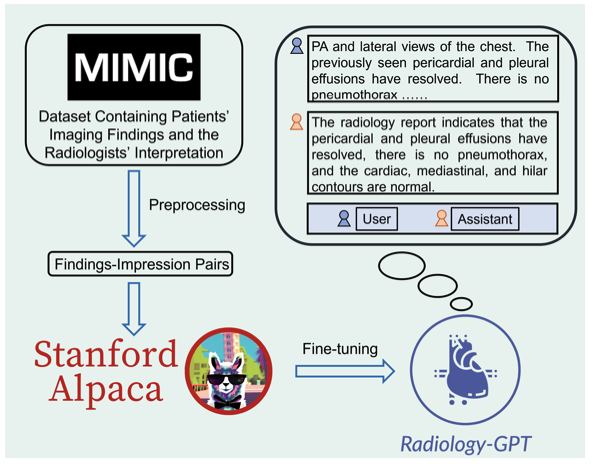 MIMIC
Dataset Containing Patients’
Imaging Findings and the
Radiologists’ Interpretation
Preprocessing
Findings-Impression Pairs
Stanford
Alpaca
Fine-tuning
Radiology-GPT
PA and lateral views of the chest. The
previously seen pericardial and pleural
effusions have resolved. There is no
pneumothorax ……
The radiology report indicates that the
pericardial and pleural effusions have
resolved, there is no pneumothorax,
and the cardiac, mediastinal, and hilar
contours are normal.
User
Assistant